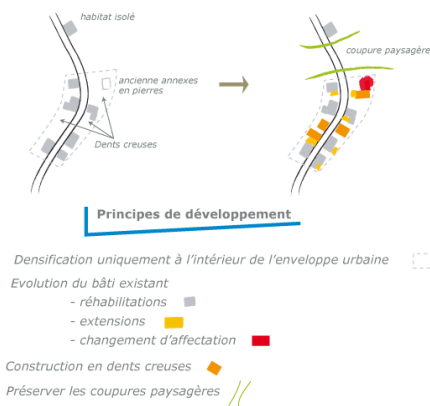 habitat isolé
coupure paysagère
ancienne annexes
en pierres
Dents creuses
Principes de développement
Densification uniquement à l'intérieur de l'enveloppe urbaine
Evolution du bâti existant
- réhabilitations
- extensions
- changement d'affectation
Construction en dents creuses
Préserver les coupures paysagères